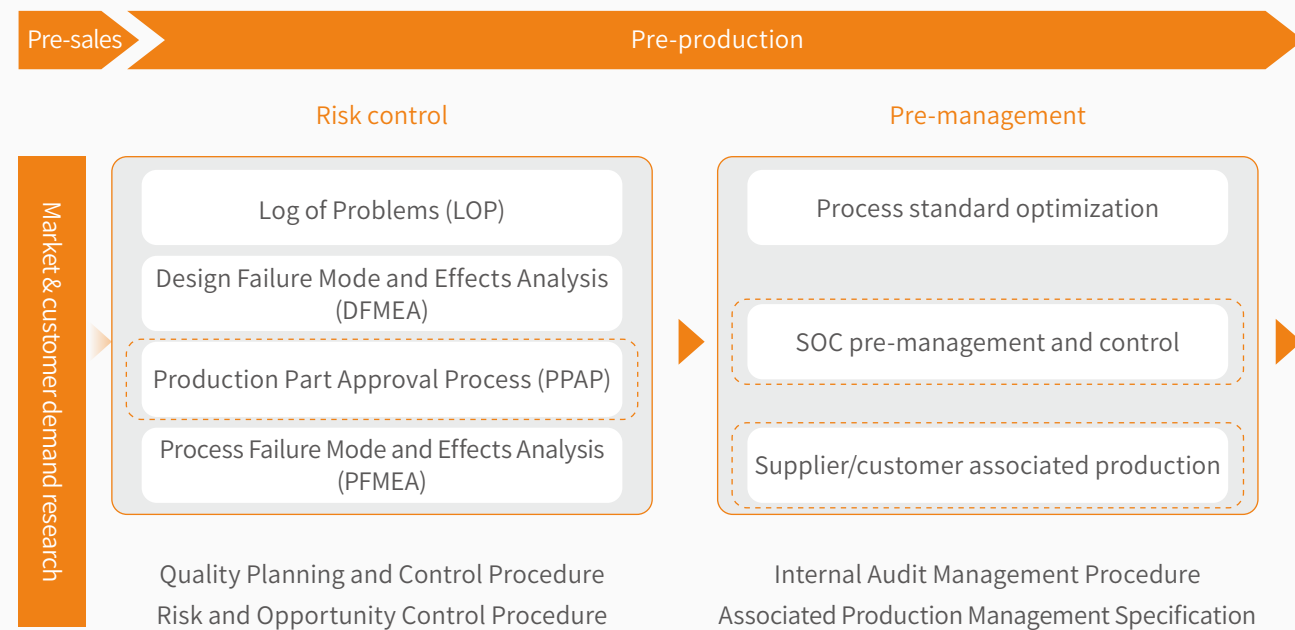 Pre-sales
Pre-production
Risk control
Pre-management
Market & customer demand research
Log of Problems (LOP)
Design Failure Mode and Effects Analysis
(DFMEA)
Production Part Approval Process (PPAP)
Process Failure Mode and Effects Analysis
(PFMEA)
Process standard optimization
SOC pre-management and control
Supplier/customer associated production
Quality Planning and Control Procedure
Risk and Opportunity Control Procedure
Internal Audit Management Procedure
Associated Production Management Specification